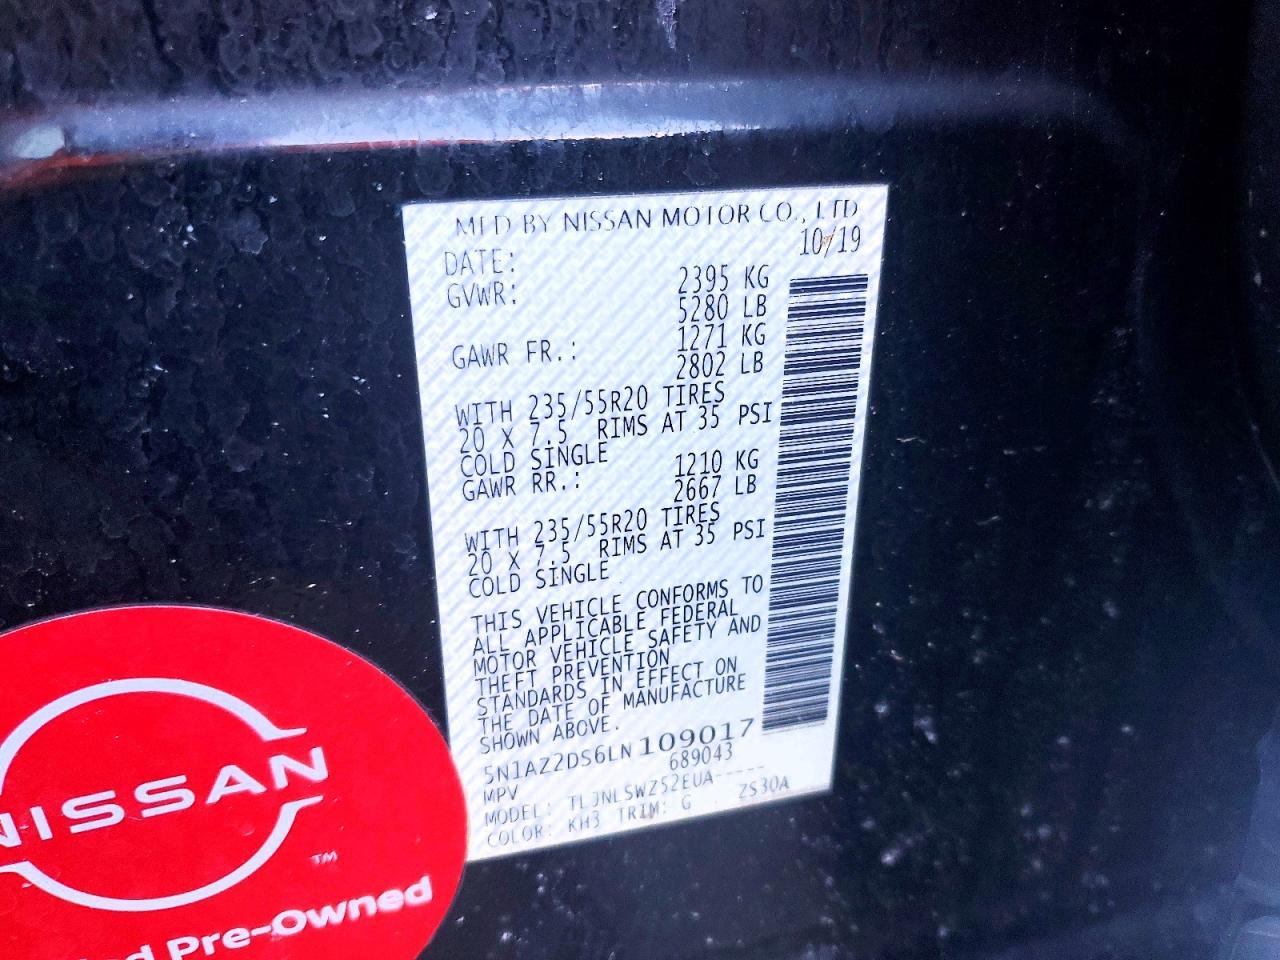 MFD BY NISSAN MOTOR CO., LTD
DATE: 10/19
GVWR: 2395 KG
5280 LB
GAWR FR.: 1271 KG
2802 LB
WITH 235/55R20 TIRES
20 X 7.5 RIMS AT 35 PSI
COLD SINGLE
GAWR RR.: 1210 KG
2667 LB
WITH 235/55R20 TIRES
20 X 7.5 RIMS AT 35 PSI
COLD SINGLE
THIS VEHICLE CONFORMS TO
ALL APPLICABLE FEDERAL
MOTOR VEHICLE SAFETY AND
THEFT PREVENTION
STANDARDS IN EFFECT ON
THE DATE OF MANUFACTURE
SHOWN ABOVE.
5N1AZ2DS6LN109017
MPV 689043
MODEL: TLJNLSWZ52EUA-----
COLOR: KH3 TRIM: G ZS30A
NISSAN
TM
Pre-Owned